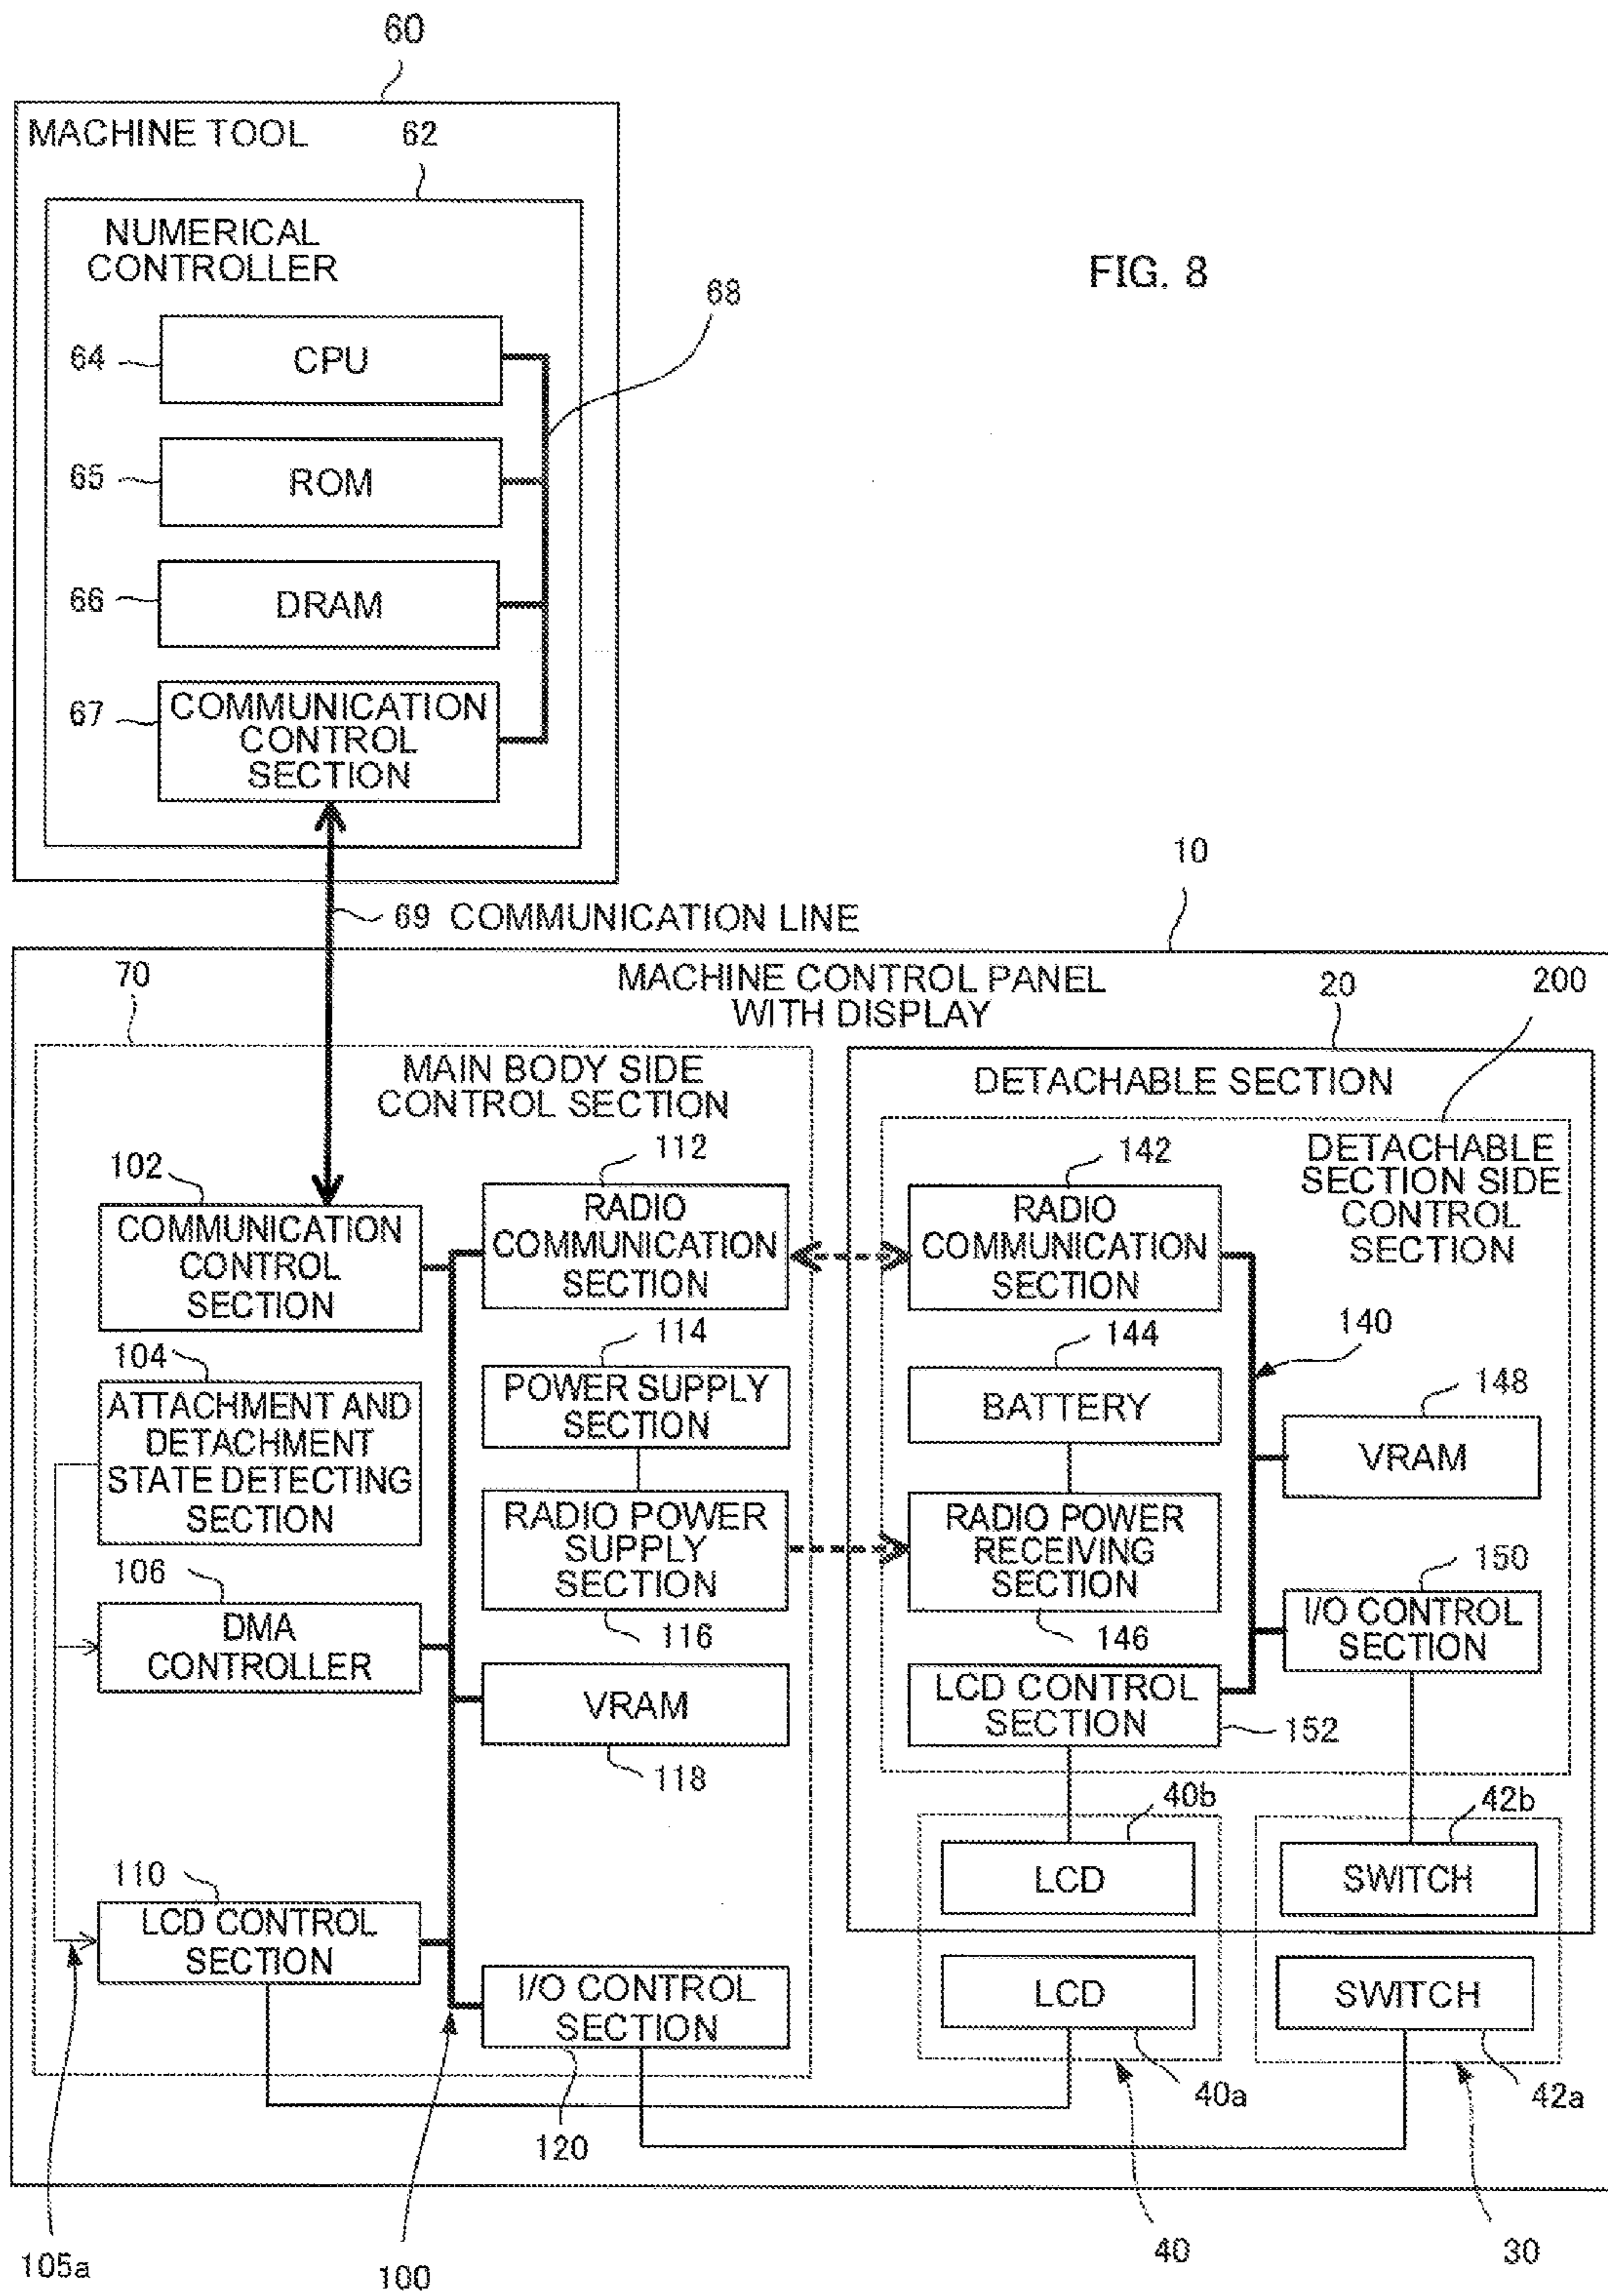 60
MACHINE TOOL
62
NUMERICAL
CONTROLLER
FIG. 8
68
64
CPU
65
ROM
66
DRAM
67
COMMUNICATION
CONTROL
SECTION
10
69 COMMUNICATION LINE
70
MACHINE CONTROL PANEL
WITH DISPLAY
20
200
MAIN BODY SIDE
CONTROL SECTION
DETACHABLE SECTION
102
112
142
DETACHABLE
SECTION SIDE
CONTROL
SECTION
COMMUNICATION
CONTROL
SECTION
RADIO
COMMUNICATION
SECTION
RADIO
COMMUNICATION
SECTION
104
114
144
140
ATTACHMENT AND
DETACHMENT
STATE DETECTING
SECTION
POWER SUPPLY
SECTION
BATTERY
148
VRAM
RADIO POWER
SUPPLY
SECTION
RADIO POWER
RECEIVING
SECTION
106
116
146
150
DMA
CONTROLLER
I/O CONTROL
SECTION
VRAM
118
LCD CONTROL
SECTION
152
40b
42b
110
LCD
SWITCH
LCD CONTROL
SECTION
I/O CONTROL
SECTION
LCD
SWITCH
40a
42a
120
105a
100
40
30